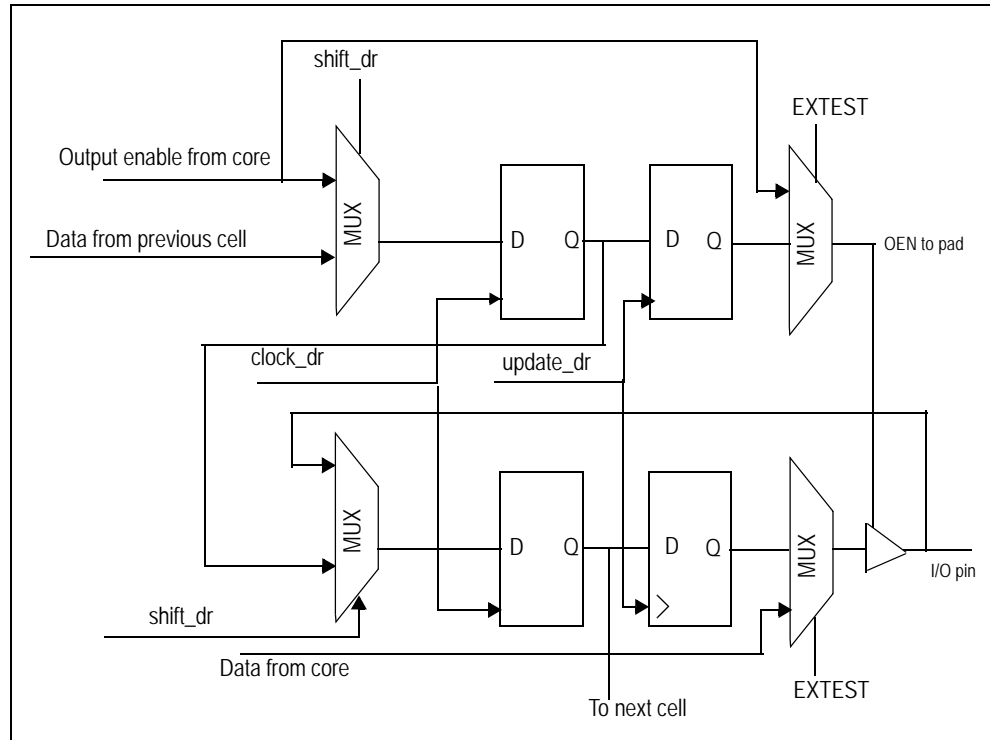 shift_dr
EXTEST
Output enable from core
MUX
MUX
Data from previous cell
D Q
D Q
OEN to pad
clock_dr
update_dr
MUX
MUX
D Q
D Q
I/O pin
shift_dr
Data from core
EXTEST
To next cell